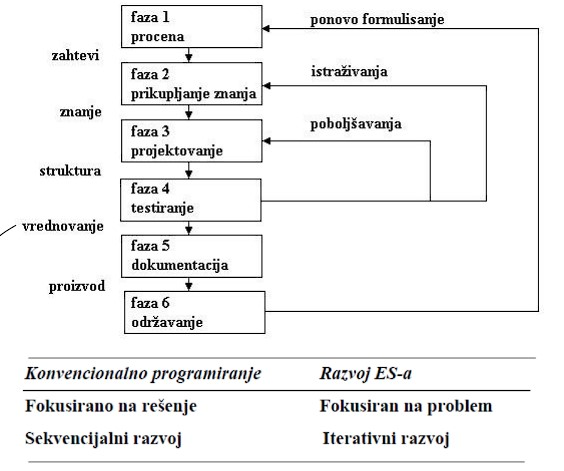 faza 1
procena
ponovo formulisanje
zahtevi
faza 2
prikupljanje znanja
istraživanja
znanje
faza 3
projektovanje
poboljšavanja
struktura
faza 4
testiranje
vrednovanje
faza 5
dokumentacija
proizvod
faza 6
održavanje
Konvencionalno programiranje Razvoj ES-a
Fokusirano na rešenje Fokusiran na problem
Sekvencijalni razvoj Iterativni razvoj